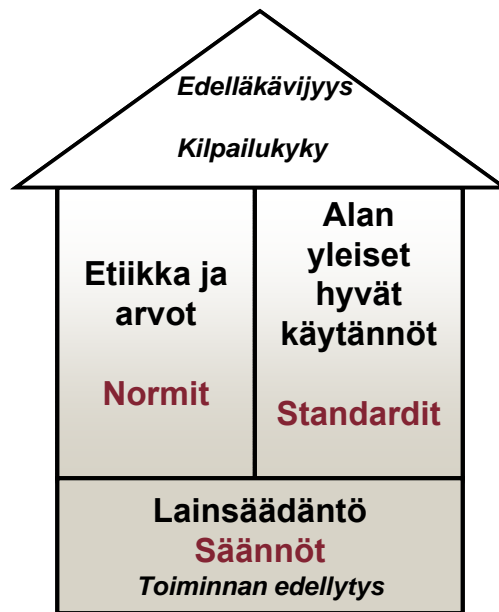 Edelläkävijyys
Kilpailukyky
Etiikka ja
arvot
Normit
Alan
yleiset
hyvät
käytännöt
Standardit
Lainsäädäntö
Säännöt
Toiminnan edellytys